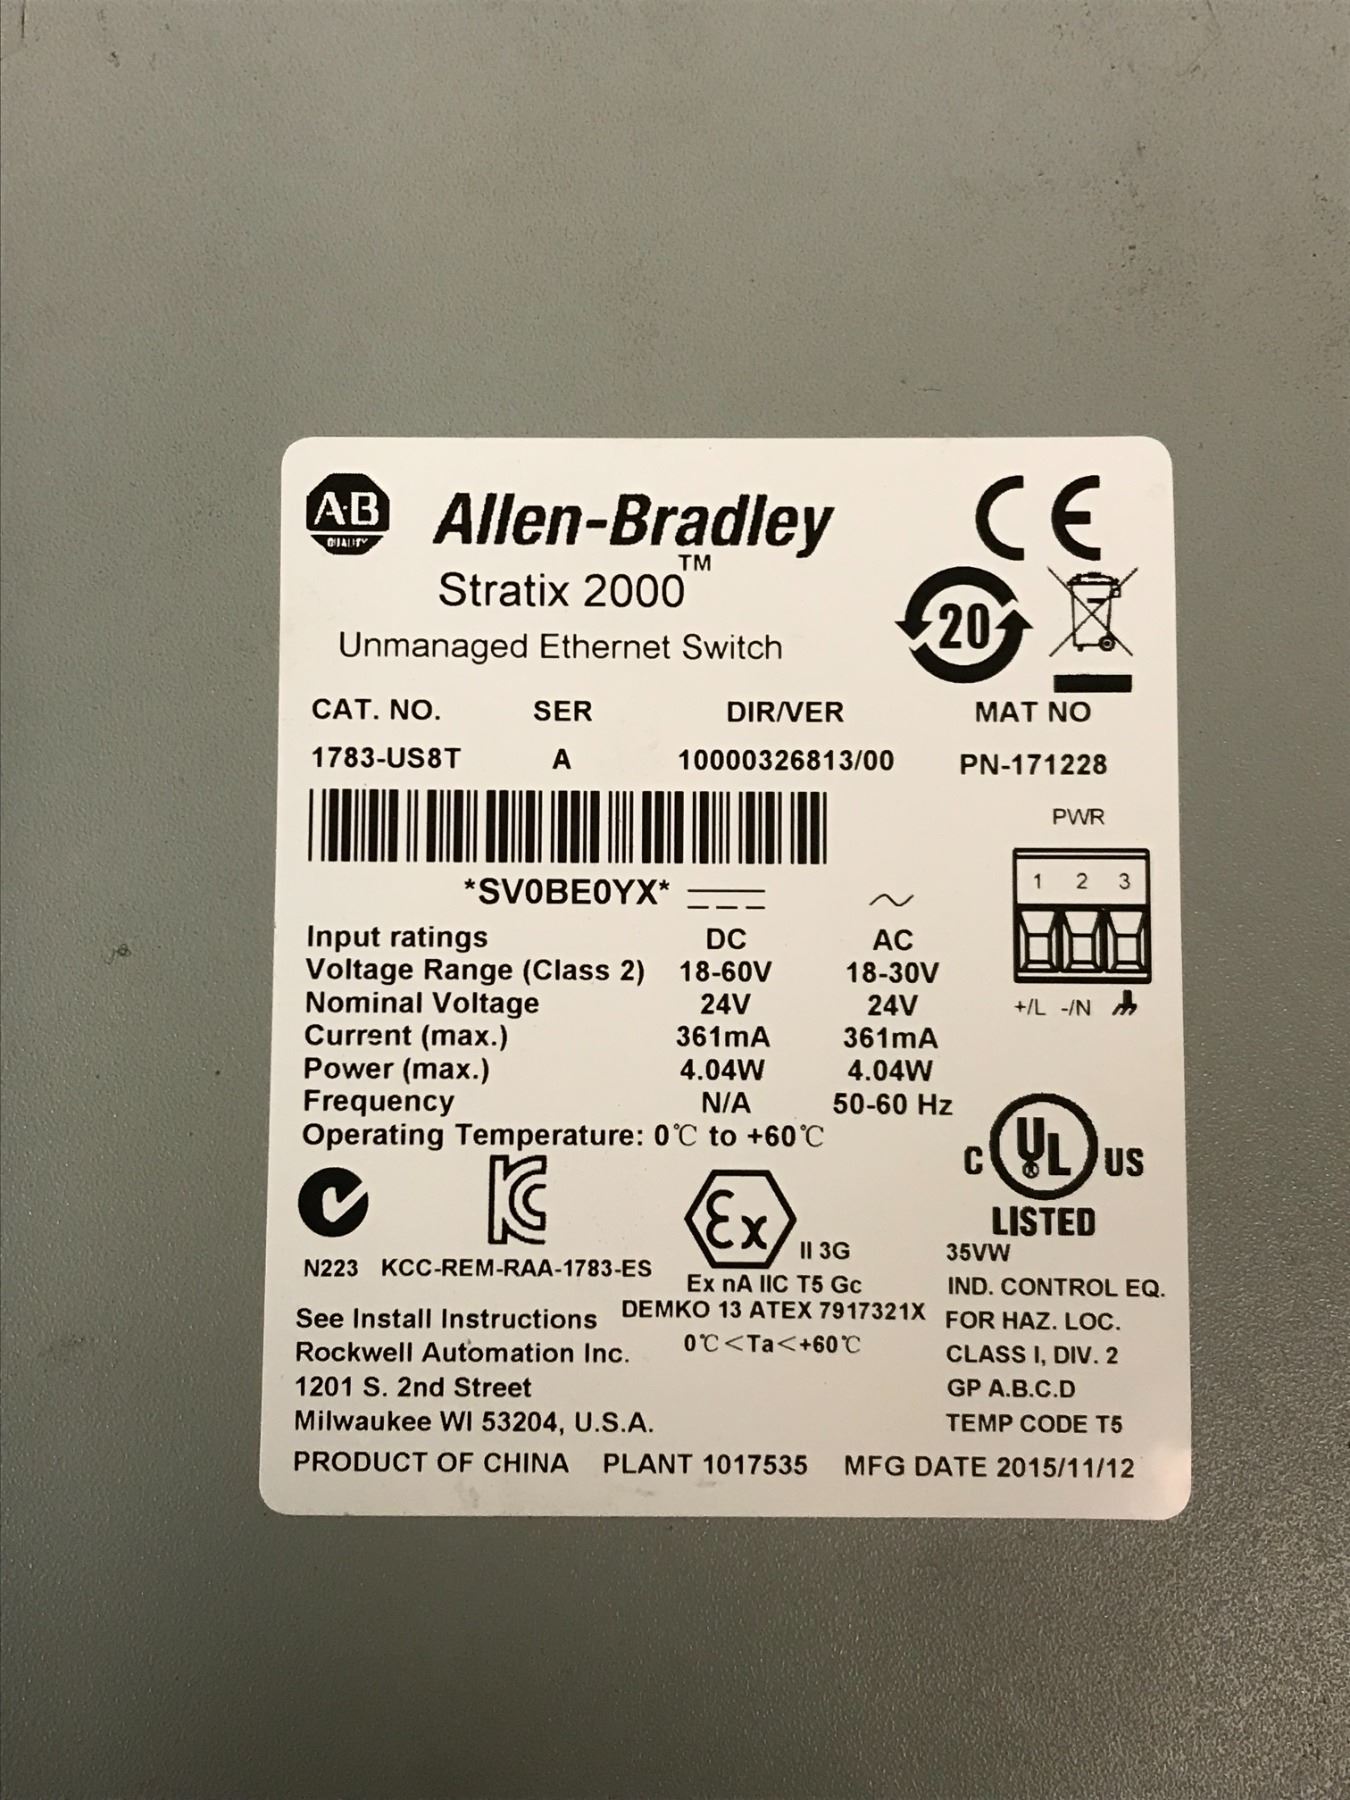 A·B
QUALITY
Allen-Bradley
Stratix 2000™
Unmanaged Ethernet Switch
CE
20
CAT. NO. SER DIR/VER MAT NO
1783-US8T A 10000326813/00 PN-171228
PWR
1 2 3
+/L -/N
*SV0BE0YX*
Input ratings DC AC
Voltage Range (Class 2) 18-60V 18-30V
Nominal Voltage 24V 24V
Current (max.) 361mA 361mA
Power (max.) 4.04W 4.04W
Frequency N/A 50-60 Hz
Operating Temperature: 0℃ to +60℃
C UL US
®
LISTED
35VW
IND. CONTROL EQ.
FOR HAZ. LOC.
CLASS I, DIV. 2
GP A.B.C.D
TEMP CODE T5
N223 KCC-REM-RAA-1783-ES
Ex II 3G
Ex nA IIC T5 Gc
DEMKO 13 ATEX 7917321X
0℃<Ta<+60℃
See Install Instructions
Rockwell Automation Inc.
1201 S. 2nd Street
Milwaukee WI 53204, U.S.A.
PRODUCT OF CHINA PLANT 1017535 MFG DATE 2015/11/12